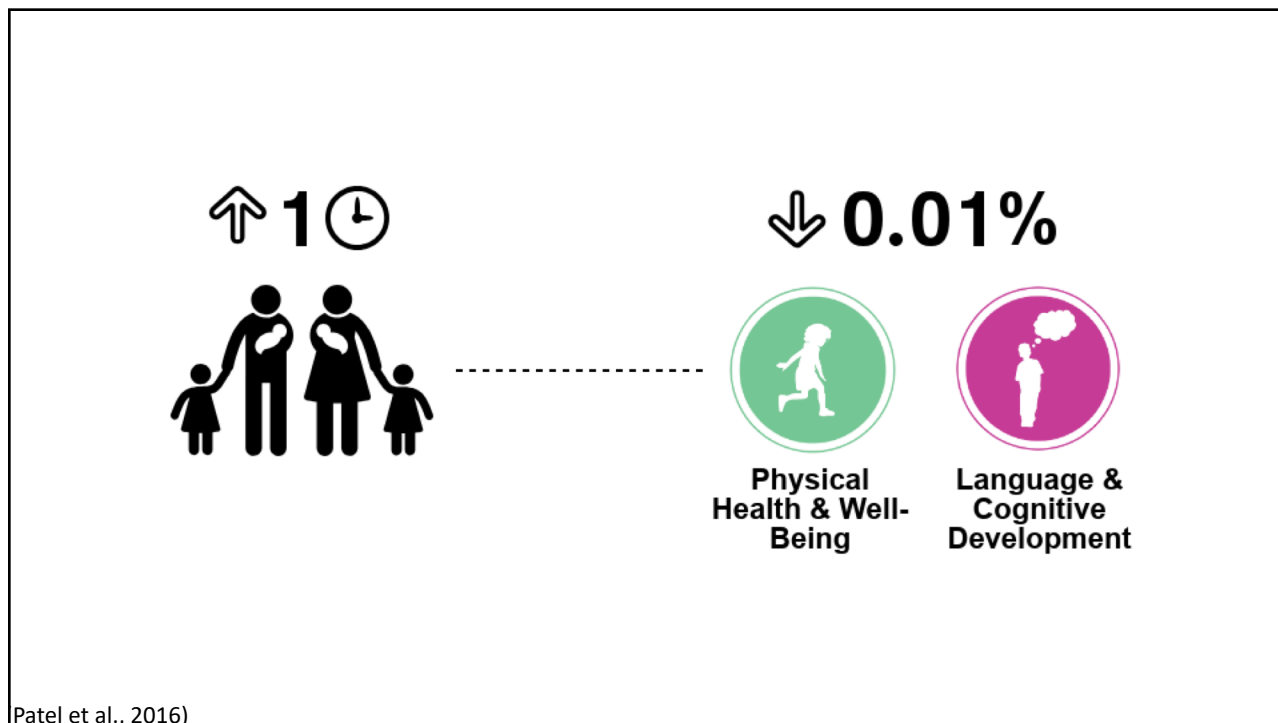 1
0.01%
Physical
Health & Well-
Being
Language &
Cognitive
Development
(Patel et al., 2016)